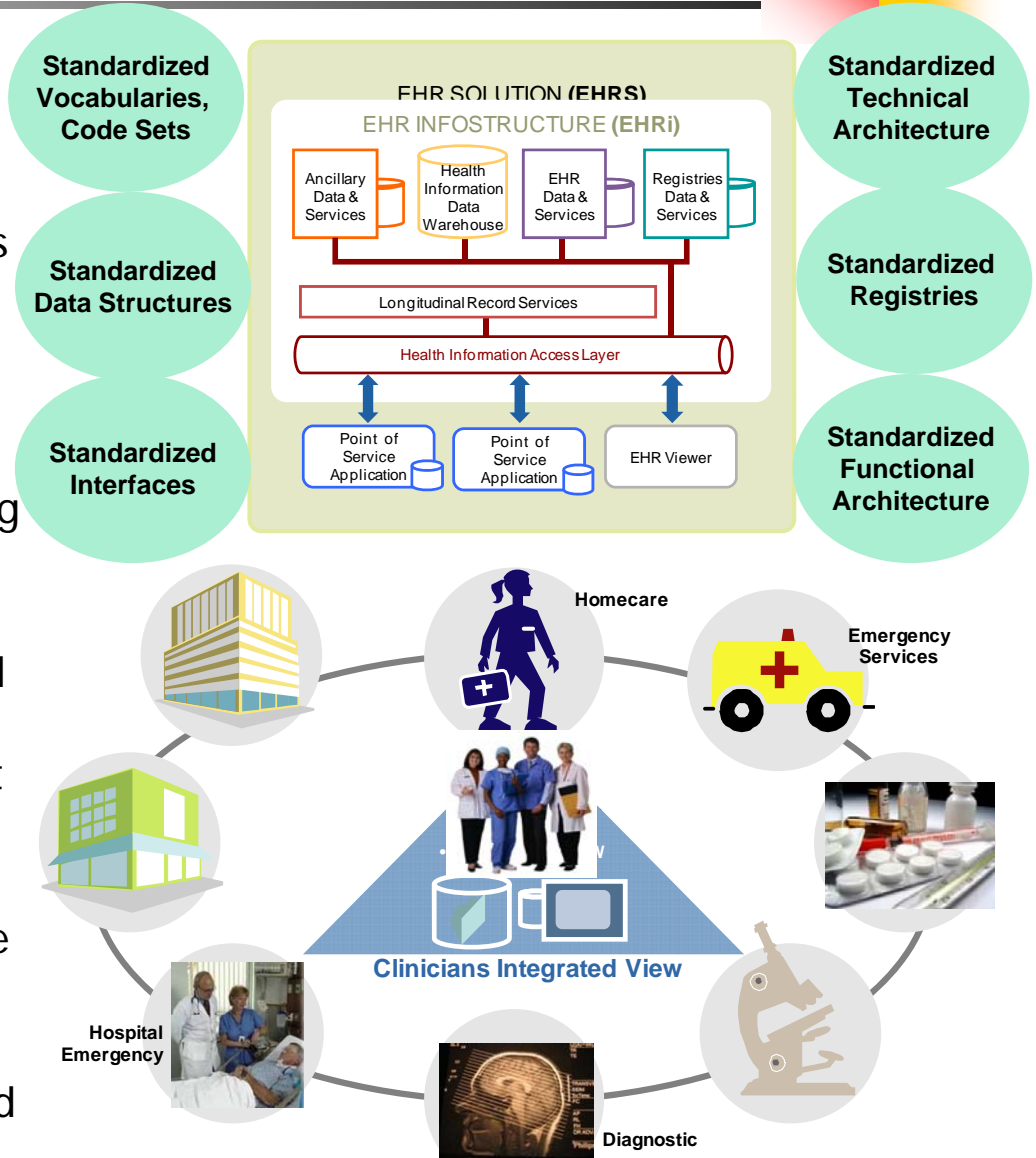 Standardized
Vocabularies,
Code Sets
Standardized
Data Structures
Standardized
Interfaces
EHR SOLUTION (EHRS)
EHR INFOSTRUCTURE (EHRi)
Ancillary
Data &
Services
Health
Information
Data
Warehouse
EHR
Data &
Services
Registries
Data &
Services
Longitudinal Record Services
Health Information Access Layer
Point of
Service
Application
Point of
Service
Application
EHR Viewer
Standardized
Technical
Architecture
Standardized
Registries
Standardized
Functional
Architecture
s
g
d
t
e
d
Homecare
Emergency
Services
Clinicians Integrated View
Hospital
Emergency
Diagnostic